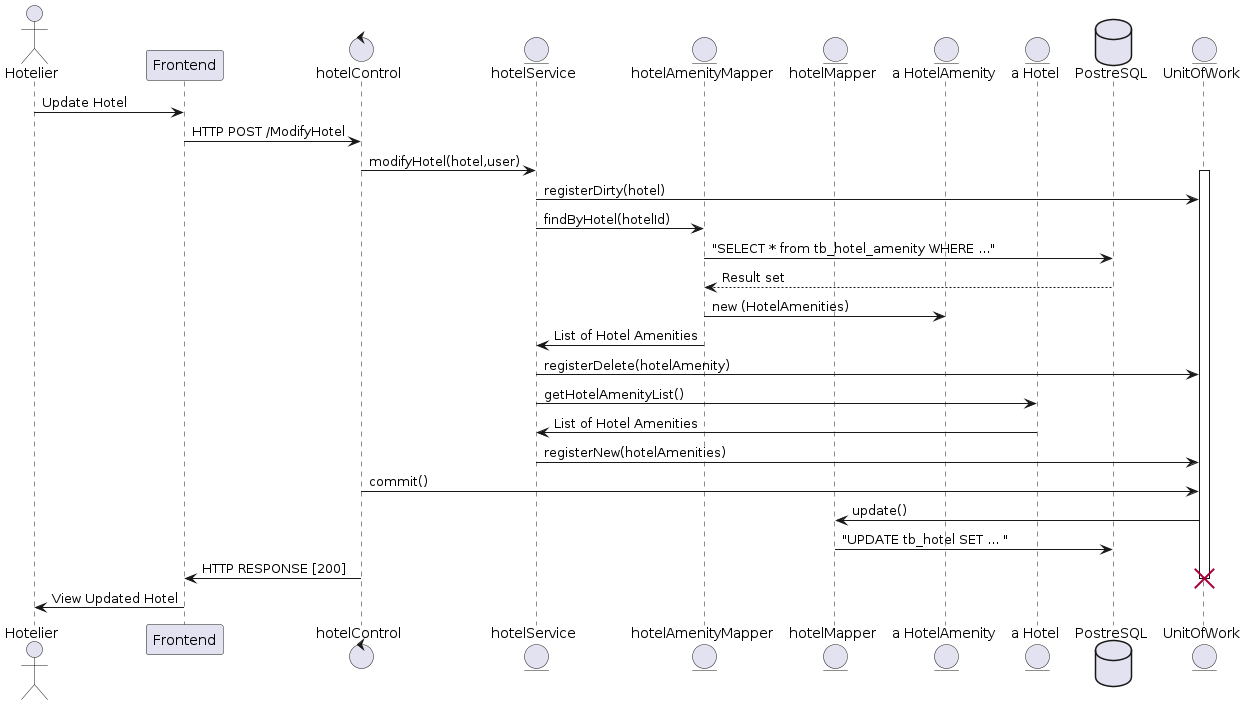 Hotelier
Frontend
hotelControl
hotelService
hotelAmenityMapper
hotelMapper
a HotelAmenity
a Hotel
PostreSQL
UnitOfWork
Update Hotel
HTTP POST /ModifyHotel
modifyHotel(hotel,user)
registerDirty(hotel)
findByHotel(hotelId)
"SELECT * from tb_hotel_amenity WHERE ..."
Result set
new (HotelAmenities)
List of Hotel Amenities
registerDelete(hotelAmenity)
getHotelAmenityList()
List of Hotel Amenities
registerNew(hotelAmenities)
commit()
update()
"UPDATE tb_hotel SET ... "
HTTP RESPONSE [200]
View Updated Hotel
Hotelier
Frontend
hotelControl
hotelService
hotelAmenityMapper
hotelMapper
a HotelAmenity
a Hotel
PostreSQL
UnitOfWork